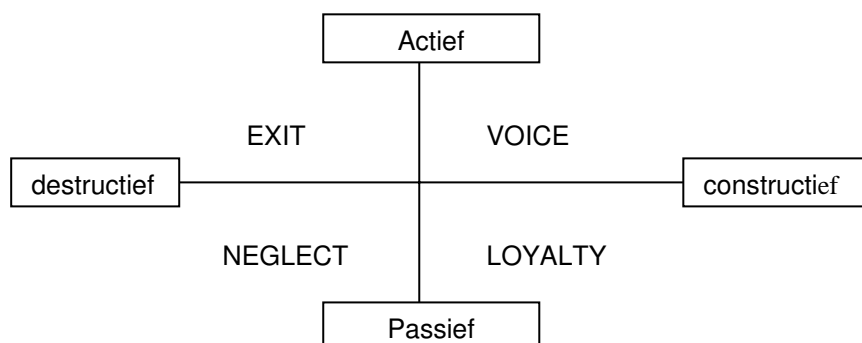 Actief
EXIT VOICE
destructief constructief
NEGLECT LOYALTY
Passief